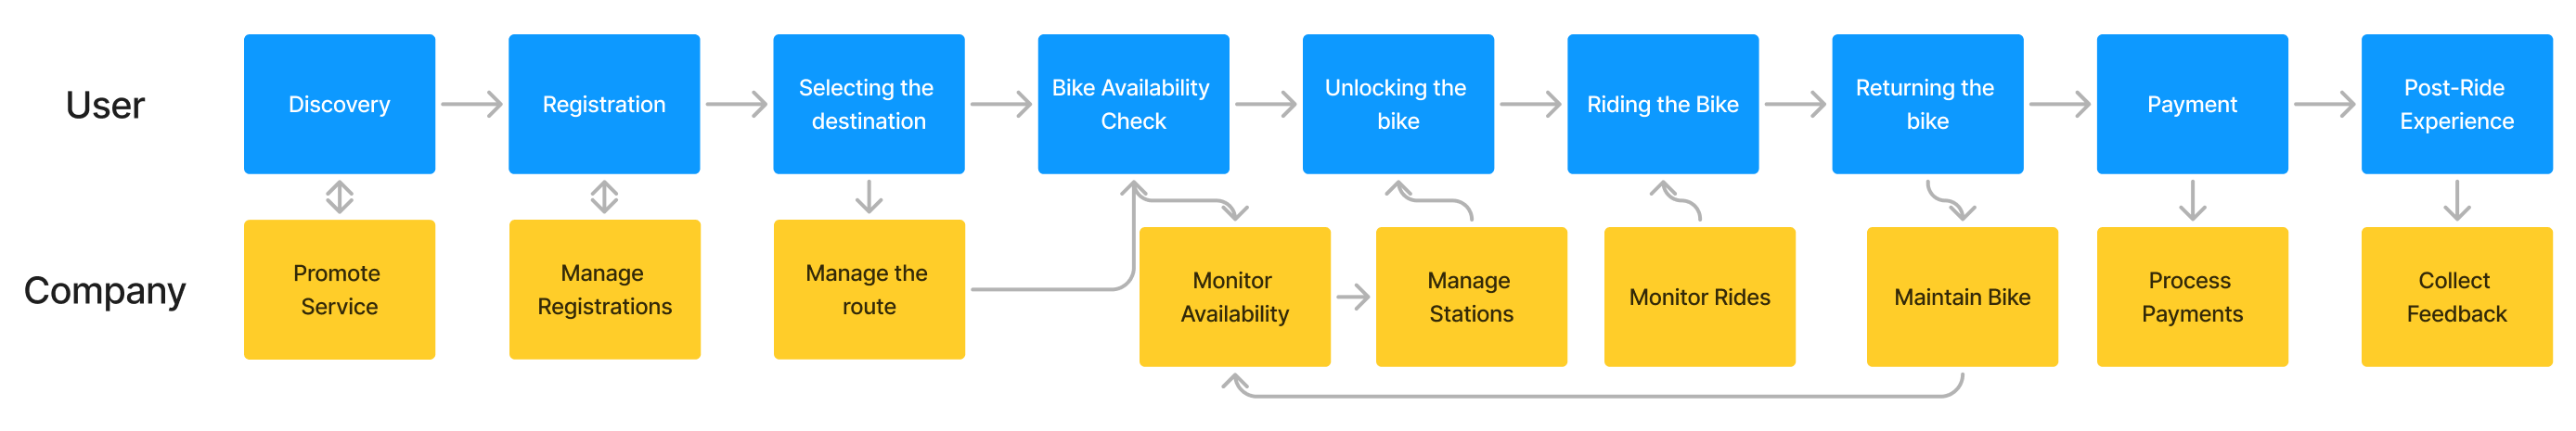 User
Discovery
Registration
Selecting the
destination
Bike Availability
Check
Unlocking the
bike
Riding the Bike
Returning the
bike
Payment
Post-Ride
Experience
Company
Promote
Service
Manage
Registrations
Manage the
route
Monitor
Availability
Manage
Stations
Monitor Rides
Maintain Bike
Process
Payments
Collect
Feedback